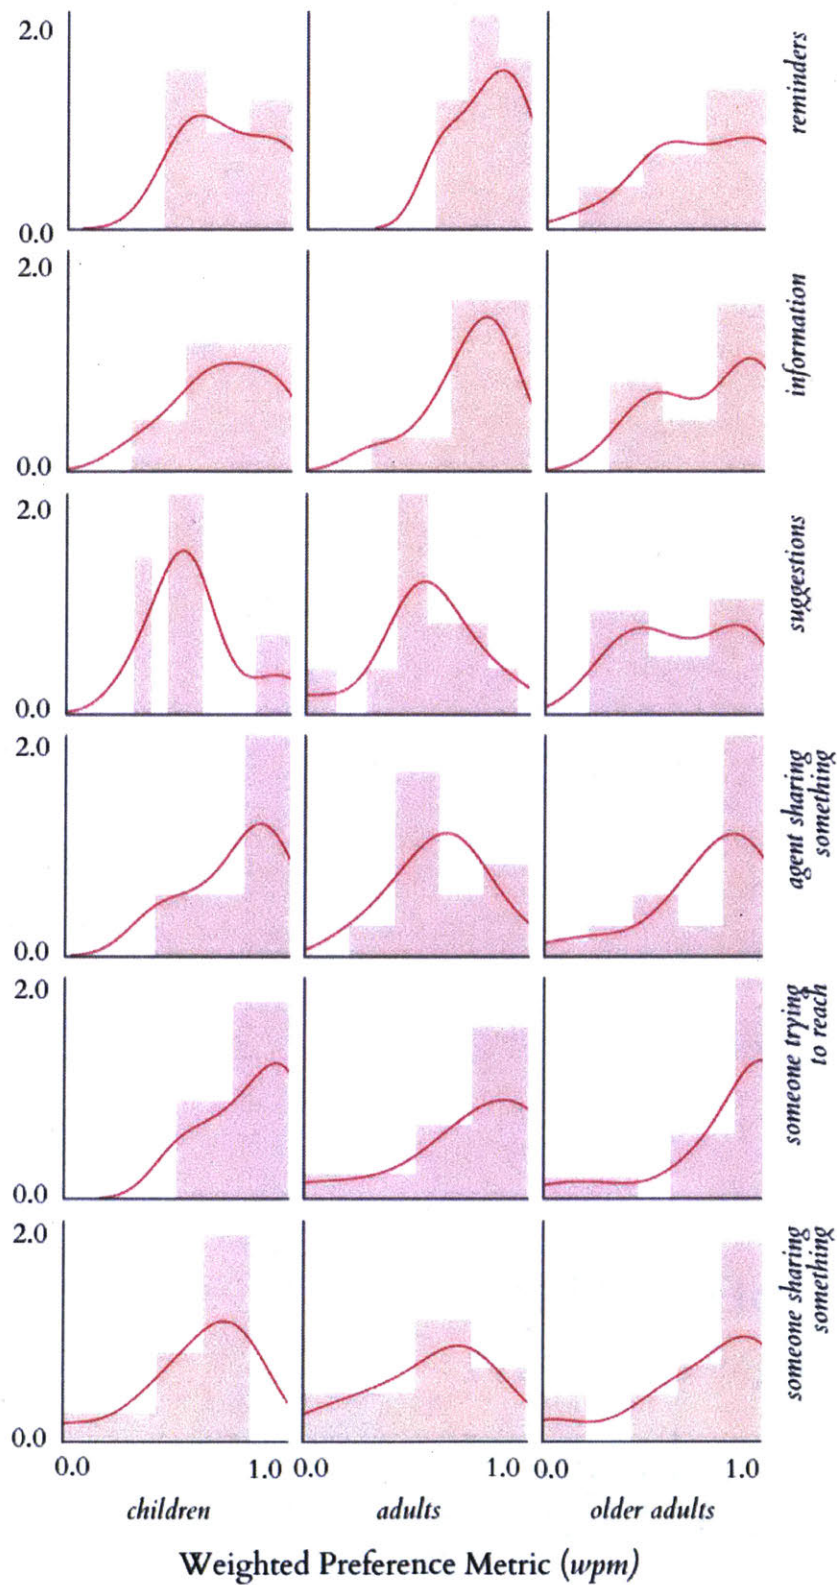 2.0
0.0
reminders
2.0
0.0
information
2.0
0.0
suggestions
2.0
0.0
agent sharing
something
2.0
0.0
someone trying
to reach
2.0
0.0
someone sharing
something
0.0 1.0 0.0 1.0 0.0 1.0
children adults older adults
Weighted Preference Metric (wpm)